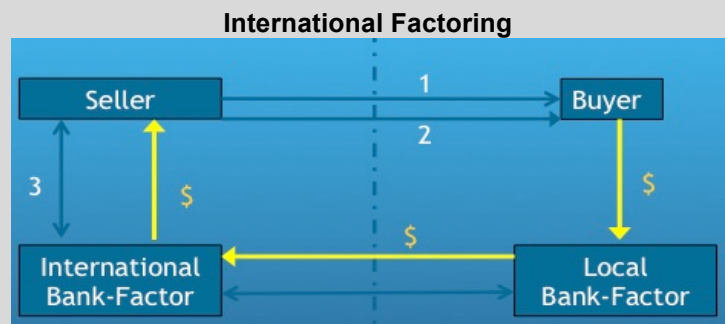 International Factoring
Seller
1
Buyer
2
3
$
$
$
International
Bank-Factor
Local
Bank-Factor